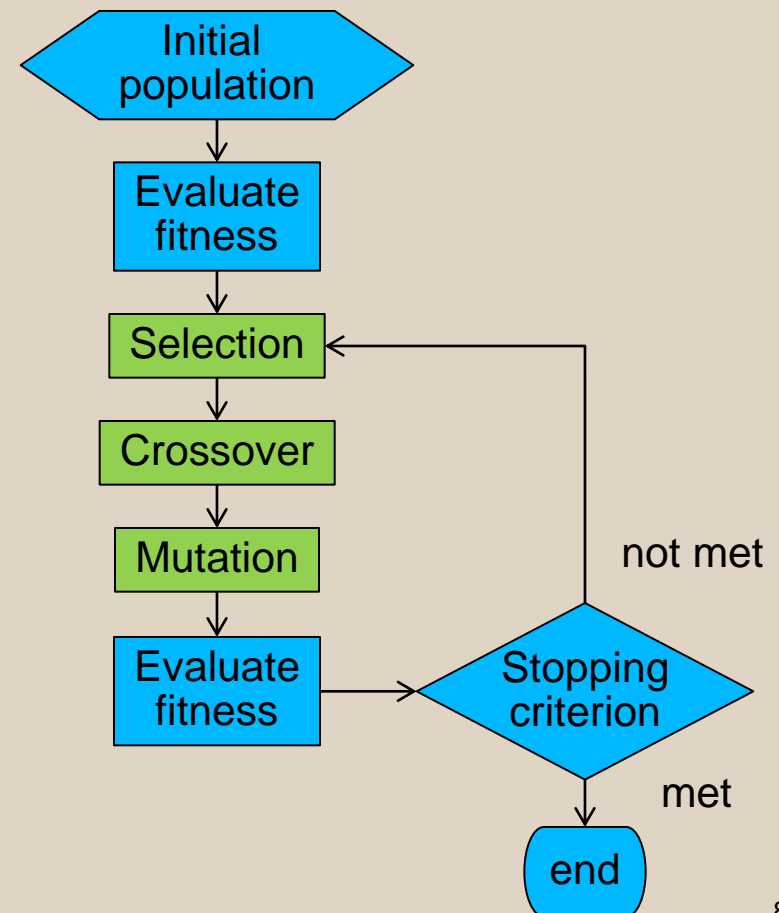 Initial
population
Evaluate
fitness
Selection
Crossover
Mutation
not met
Evaluate
fitness
Stopping
criterion
met
end